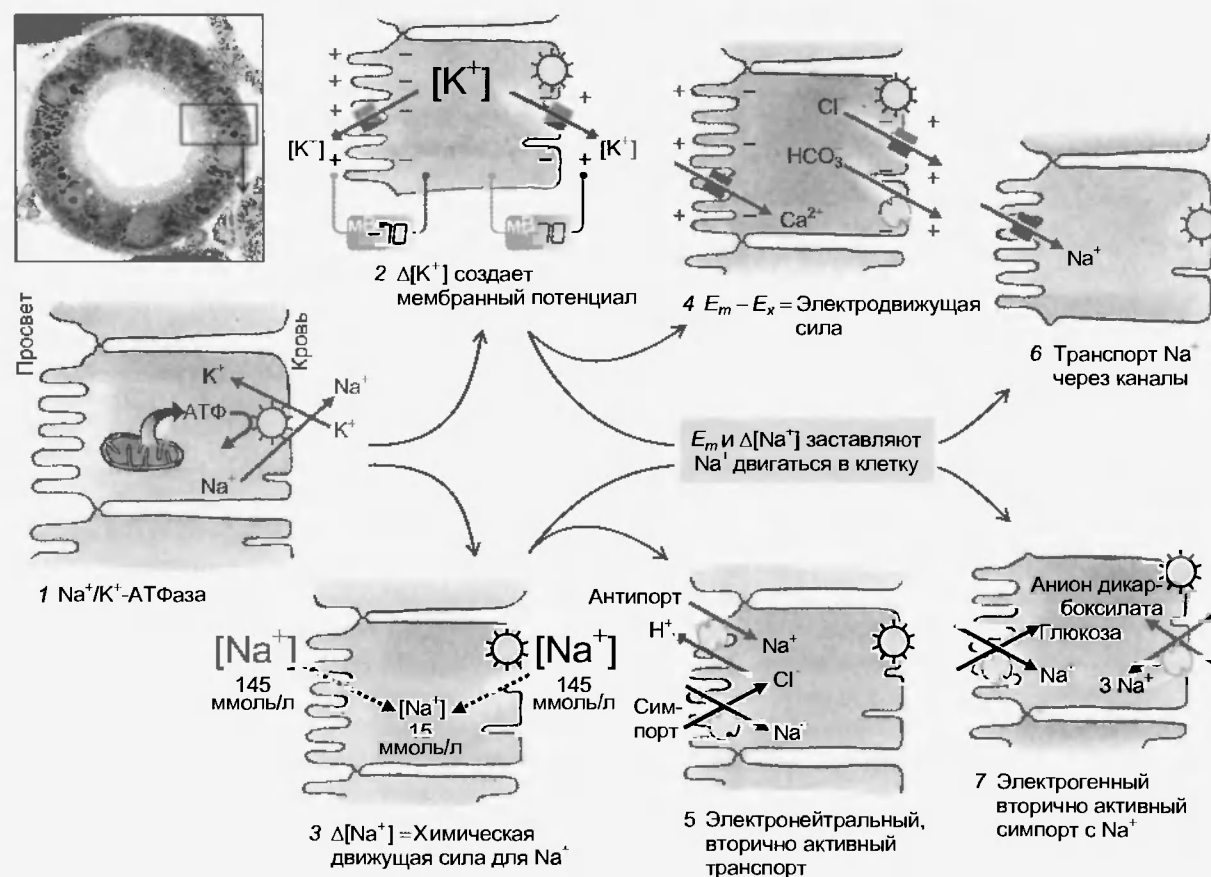 [K⁺]
[K⁺]
[K⁺]
+
–
мВ
-70
70
2 Δ[K⁺] создает
мембранный потенциал
Cl⁻
HCO₃⁻
Ca²⁺
4 Eₘ – Eₓ = Электродвижущая
сила
Na⁺
6 Транспорт Na⁺
через каналы
Просвет
Кровь
K⁺
Na⁺
АТФ
K⁺
Na⁺
1 Na⁺/K⁺-АТФаза
Eₘ и Δ[Na⁺] заставляют
Na⁺ двигаться в клетку
[Na⁺]
145
ммоль/л
[Na⁺]
15
ммоль/л
[Na⁺]
145
ммоль/л
3 Δ[Na⁺] = Химическая
движущая сила для Na⁺
Антипорт
H⁺
Na⁺
Cl⁻
Сим-
порт
Na⁺
5 Электронейтральный,
вторично активный
транспорт
Анион дикар-
боксилата
Глюкоза
Na⁺
3 Na⁺
7 Электрогенный
вторично активный
симпорт с Na⁺